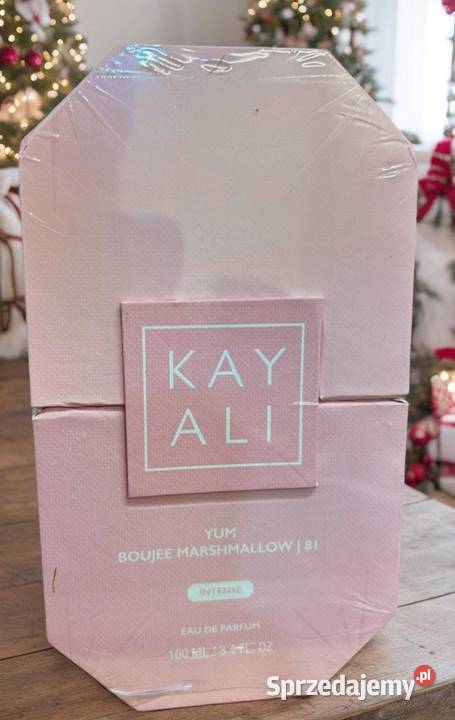 KAY
ALI
YUM
BOUJEE MARSHMALLOW | 81
INTENSE
EAU DE PARFUM
100 ML / 3.4 FL. OZ
Sprzedajemy.pl